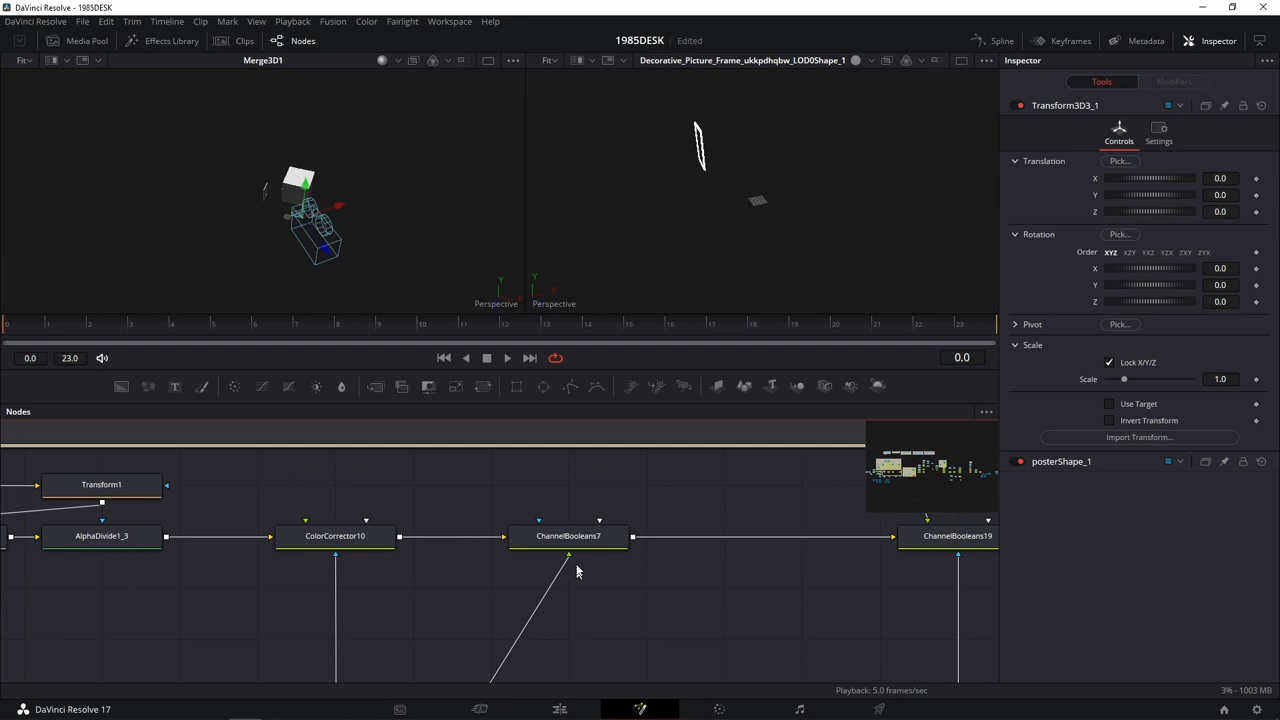 DaVinci Resolve - 1985DESK
DaVinci Resolve File Edit Trim Timeline Clip Mark View Playback Fusion Color Fairlight Workspace Help
Media Pool Effects Library Clips Nodes 1985DESK Edited Spline Keyframes Metadata Inspector
Fit Merge3D1 Fit Decorative_Picture_Frame_ukkpdhqbw_LOD0Shape_1 Inspector
Tools Modifiers
Transform3D3_1
Controls Settings
Translation Pick...
X 0.0
Y 0.0
Z 0.0
Rotation Pick...
Order XYZ XZY YXZ YZX ZXY ZYX
X 0.0
Y 0.0
Z 0.0
Pivot Pick...
Scale
Lock X/Y/Z
Scale 1.0
Use Target
Invert Transform
Import Transform...
posterShape_1
Y Y
Perspective Perspective
0 1 2 3 4 5 6 7 8 9 10 11 12 13 14 15 16 17 18 19 20 21 22 23
0.0 23.0 0.0
Nodes
Transform1
AlphaDivide1_3 ColorCorrector10 ChannelBooleans7 ChannelBooleans19
Playback: 5.0 frames/sec 3% - 1003 MB
DaVinci Resolve 17